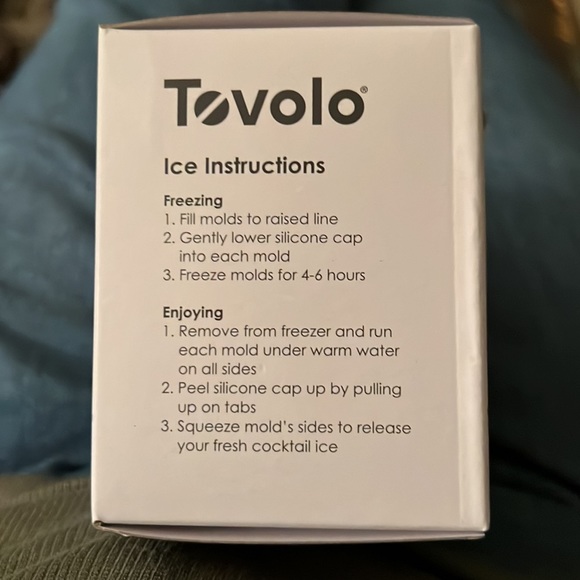 Tovolo®
Ice Instructions
Freezing
1. Fill molds to raised line
2. Gently lower silicone cap
into each mold
3. Freeze molds for 4-6 hours
Enjoying
1. Remove from freezer and run
each mold under warm water
on all sides
2. Peel silicone cap up by pulling
up on tabs
3. Squeeze mold's sides to release
your fresh cocktail ice